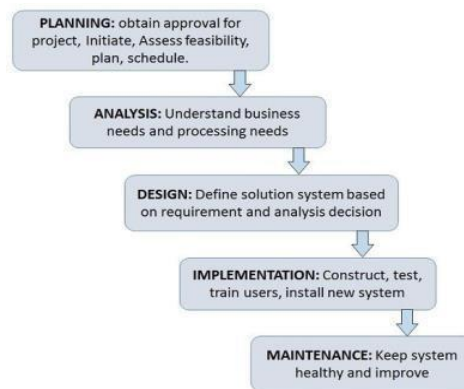 PLANNING: obtain approval for
project, Initiate, Assess feasibility,
plan, schedule.
ANALYSIS: Understand business
needs and processing needs
DESIGN: Define solution system based
on requirement and analysis decision
IMPLEMENTATION: Construct, test,
train users, install new system
MAINTENANCE: Keep system
healthy and improve